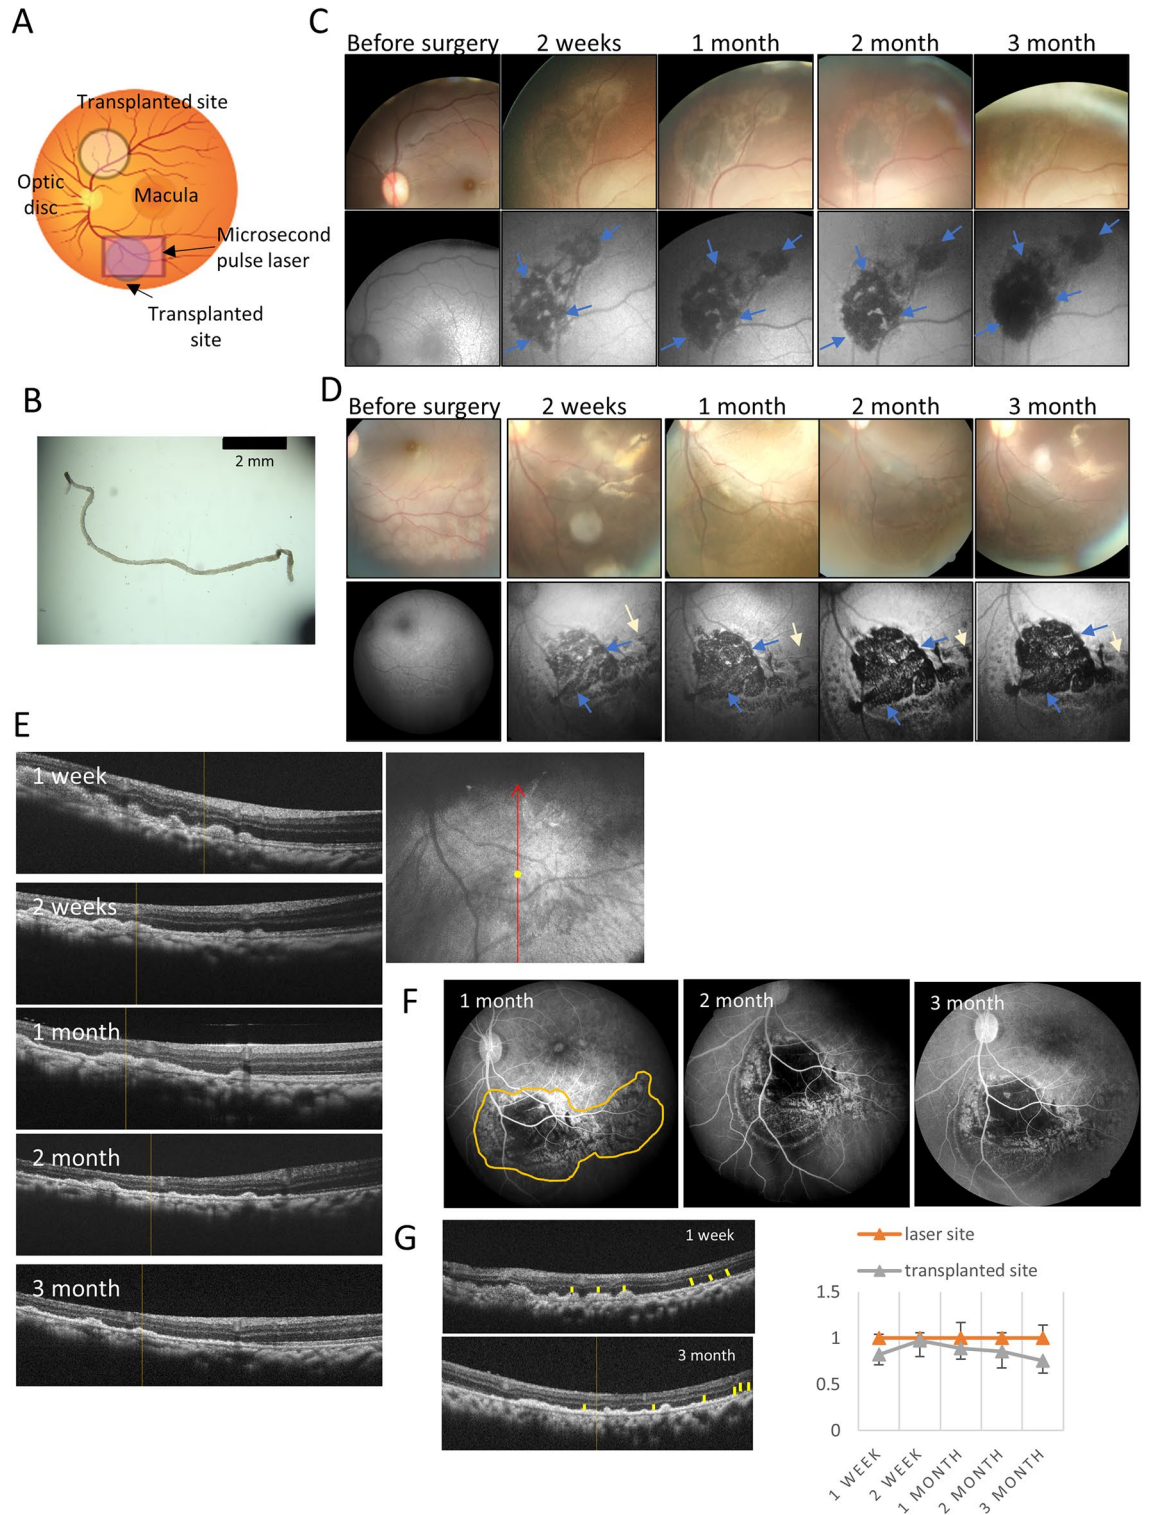 A
Transplanted site
Optic
disc
Macula
Microsecond
pulse laser
Transplanted
site
B
2 mm
C
Before surgery
2 weeks
1 month
2 month
3 month
D
Before surgery
2 weeks
1 month
2 month
3 month
E
1 week
2 weeks
1 month
2 month
3 month
F
1 month
2 month
3 month
G
1 week
3 month
laser site
transplanted site
1.5
1
0.5
0
1 WEEK
2 WEEK
1 MONTH
2 MONTH
3 MONTH